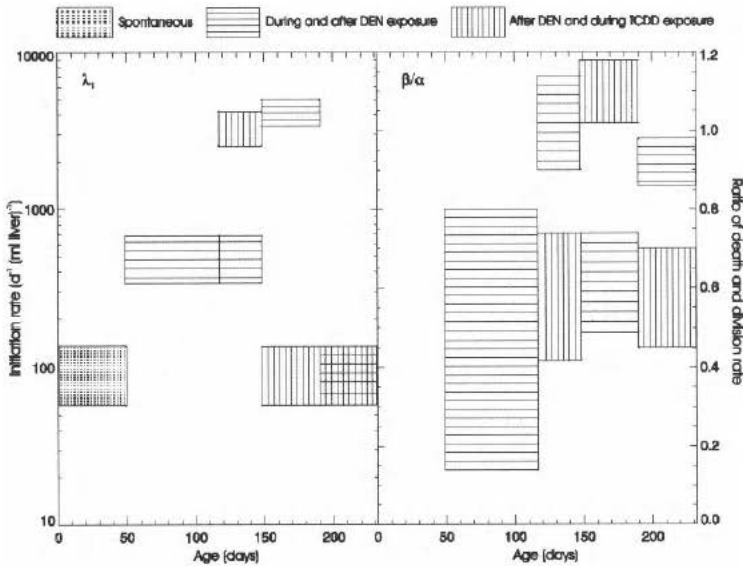 Spontaneous During and after DEN exposure After DEN and during TCDD exposure
λ₁ β/α
10000
1000
100
10
Initiation rate (d⁻¹ (ml liver)⁻¹)
0 50 100 150 200
Age (days)
1.2
1.0
0.8
0.6
0.4
0.2
0.0
Ratio of death and division rate
0 50 100 150 200
Age (days)